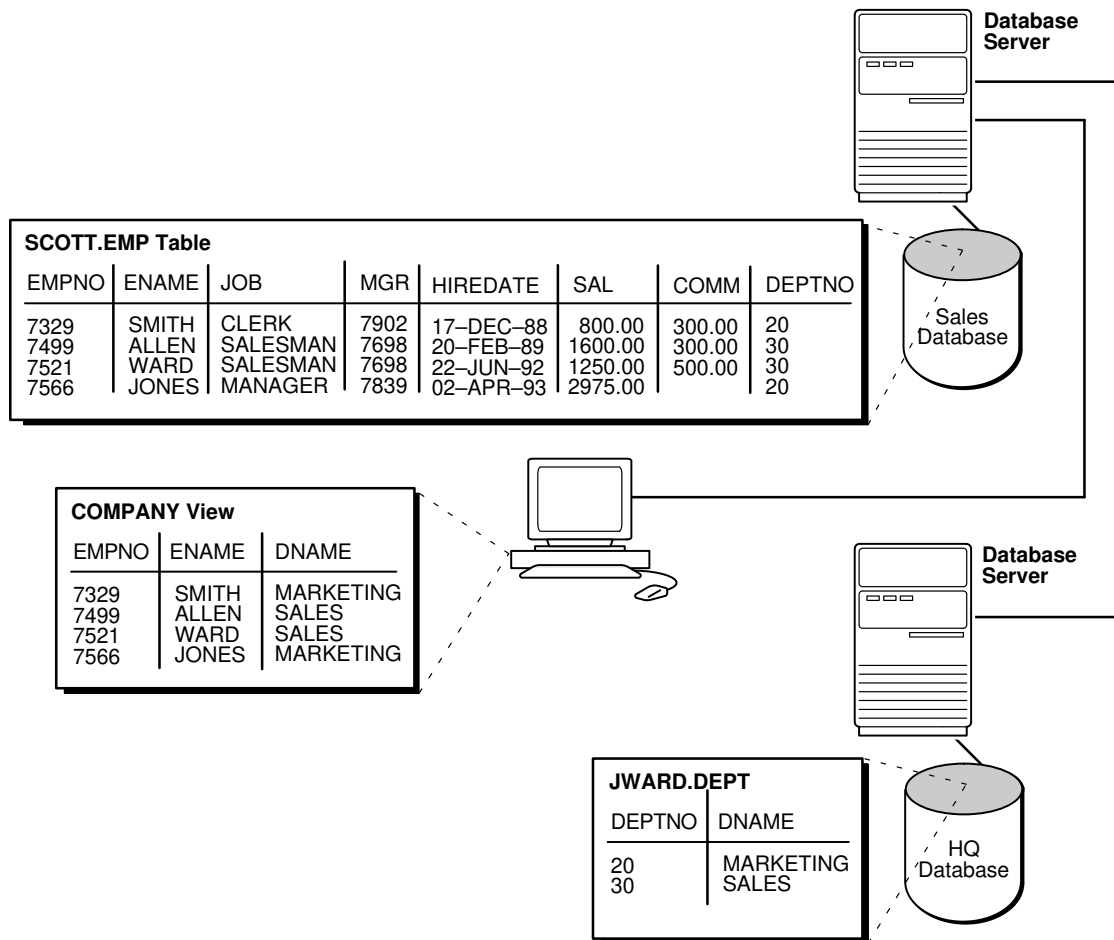 Database
Server
SCOTT.EMP Table
EMPNO ENAME JOB MGR HIREDATE SAL COMM DEPTNO
7329 SMITH CLERK 7902 17–DEC–88 800.00 300.00 20
7499 ALLEN SALESMAN 7698 20–FEB–89 1600.00 300.00 30
7521 WARD SALESMAN 7698 22–JUN–92 1250.00 500.00 30
7566 JONES MANAGER 7839 02–APR–93 2975.00 20
Sales
Database
COMPANY View
EMPNO ENAME DNAME
7329 SMITH MARKETING
7499 ALLEN SALES
7521 WARD SALES
7566 JONES MARKETING
Database
Server
JWARD.DEPT
DEPTNO DNAME
20 MARKETING
30 SALES
HQ
Database